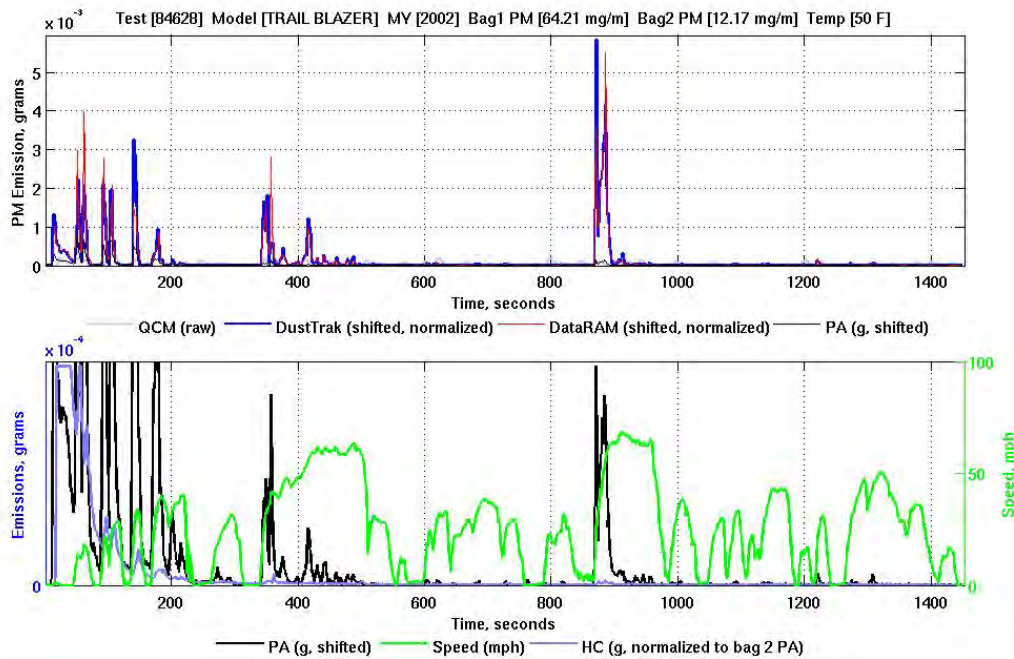 Test [84628] Model [TRAIL BLAZER] MY [2002] Bag1 PM [64.21 mg/m] Bag2 PM [12.17 mg/m] Temp [50 F]
x 10⁻³
5
4
3
2
1
0
PM Emission, grams
200 400 600 800 1000 1200 1400
Time, seconds
QCM (raw) DustTrak (shifted, normalized) DataRAM (shifted, normalized) PA (g, shifted)
x 10⁻⁴
100
50
0
0
Emissions, grams
Speed, mph
200 400 600 800 1000 1200 1400
Time, seconds
PA (g, shifted) Speed (mph) HC (g, normalized to bag 2 PA)